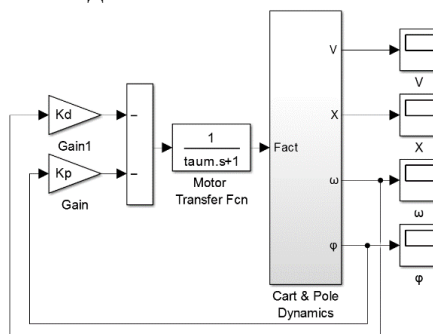 V
V
Kd
X
Gain1
1
taum.s+1
Fact
X
Kp
ω
Motor
Transfer Fcn
Gain
ω
φ
Cart & Pole
Dynamics
φ